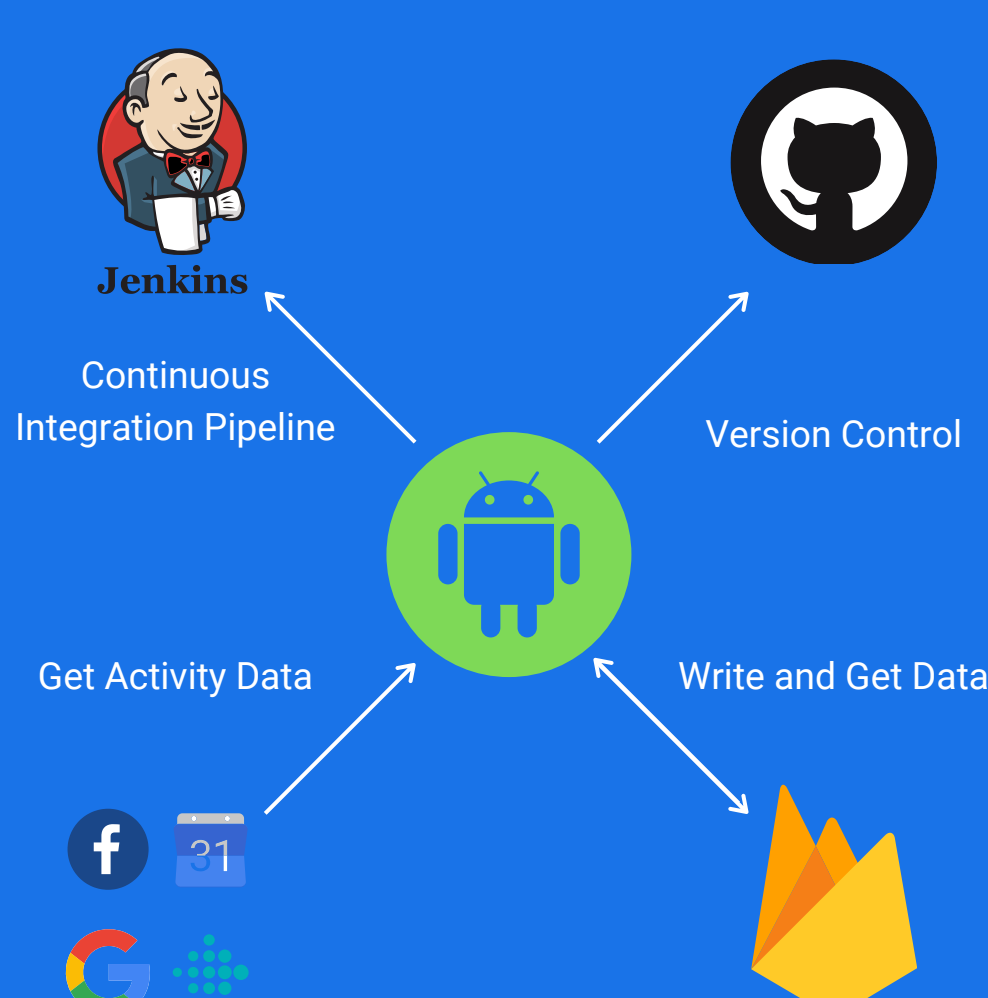 Jenkins
Continuous
Integration Pipeline
Version Control
Get Activity Data
Write and Get Data
f
31
G